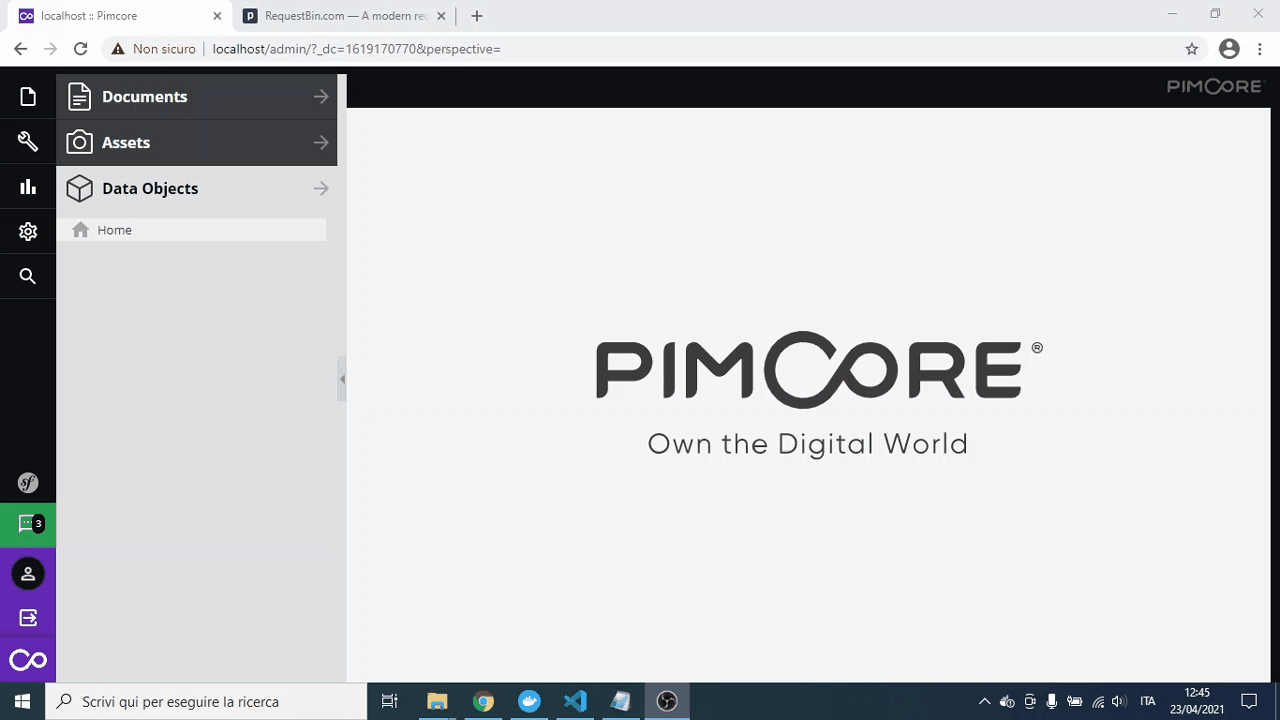 localhost :: Pimcore
RequestBin.com — A modern re
Non sicuro
localhost/admin/?_dc=1619170770&perspective=
PIMCORE
Documents
Assets
Data Objects
Home
PIMCORE ®
Own the Digital World
3
Scrivi qui per eseguire la ricerca
ITA
12:45
23/04/2021